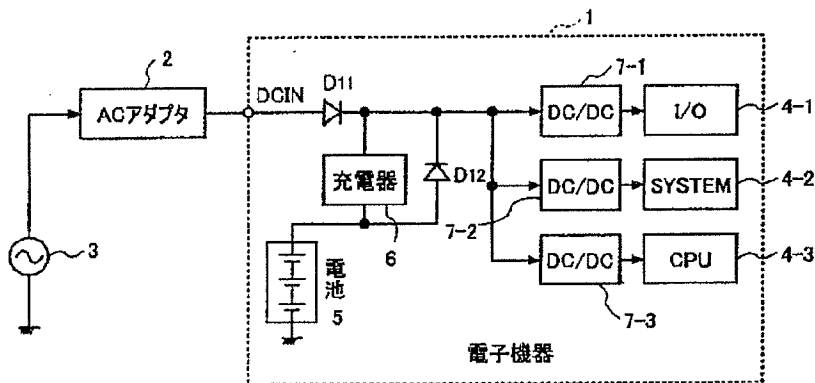 1
2
ACアダプタ
DCIN
D11
7-1
DC/DC
I/O
4-1
充電器
D12
DC/DC
SYSTEM
4-2
7-2
3
6
電池
5
DC/DC
CPU
4-3
7-3
電子機器